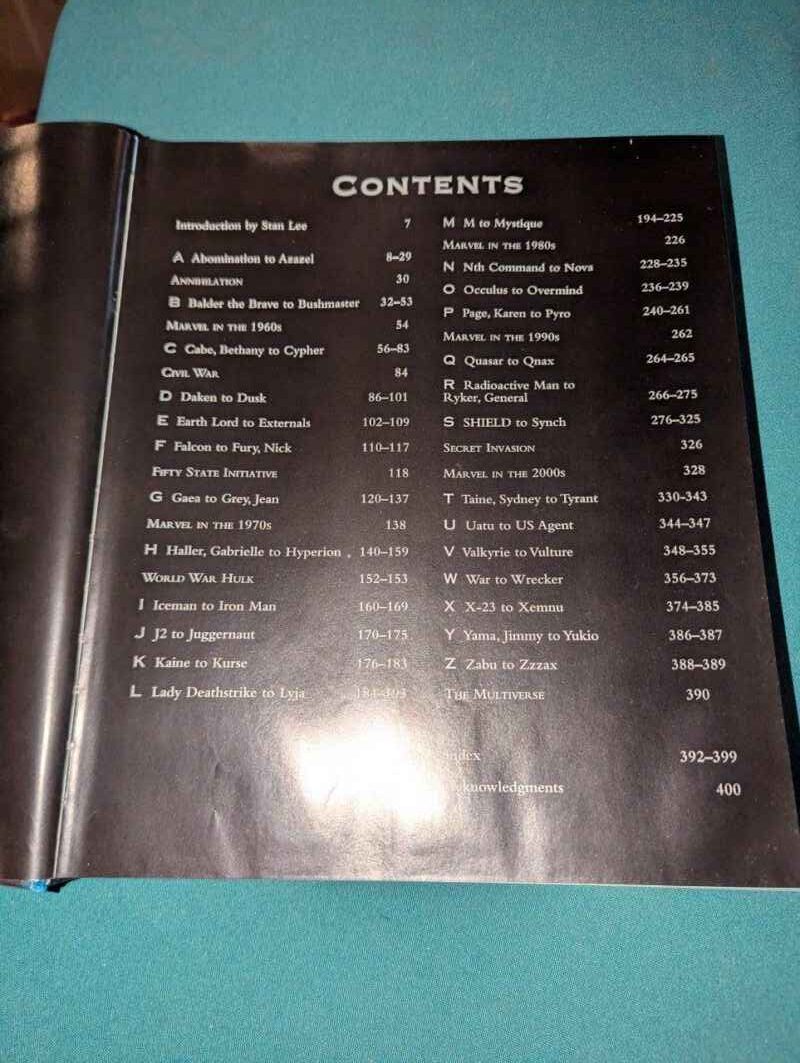 CONTENTS
Introduction by Stan Lee 7
A Abomination to Azazel 8–29
ANNIHILATION 30
B Balder the Brave to Bushmaster 32–53
MARVEL IN THE 1960s 54
C Cage, Bethany to Cypher 56–83
CIVIL WAR 84
D Daken to Dusk 86–101
E Earth Lord to Externals 102–109
F Falcon to Fury, Nick 110–117
FIFTY STATE INITIATIVE 118
G Gaea to Grey, Jean 120–137
MARVEL IN THE 1970s 138
H Haller, Gabrielle to Hyperion . 140–159
WORLD WAR HULK 152–153
I Iceman to Iron Man 160–169
J J2 to Juggernaut 170–175
K Kaine to Kurse 176–183
L Lady Deathstrike to Lyja 184–193
M M to Mystique 194–225
MARVEL IN THE 1980s 226
N Nth Command to Nova 228–235
O Occulus to Overmind 236–239
P Page, Karen to Pyro 240–261
MARVEL IN THE 1990s 262
Q Quasar to Qnax 264–265
R Radioactive Man to
Ryker, General 266–275
S SHIELD to Synch 276–325
SECRET INVASION 326
MARVEL IN THE 2000s 328
T Taine, Sydney to Tyrant 330–343
U Uatu to US Agent 344–347
V Valkyrie to Vulture 348–355
W War to Wrecker 356–373
X X-23 to Xemnu 374–385
Y Yama, Jimmy to Yukio 386–387
Z Zabu to Zzzax 388–389
THE MULTIVERSE 390
Index 392–399
Acknowledgments 400